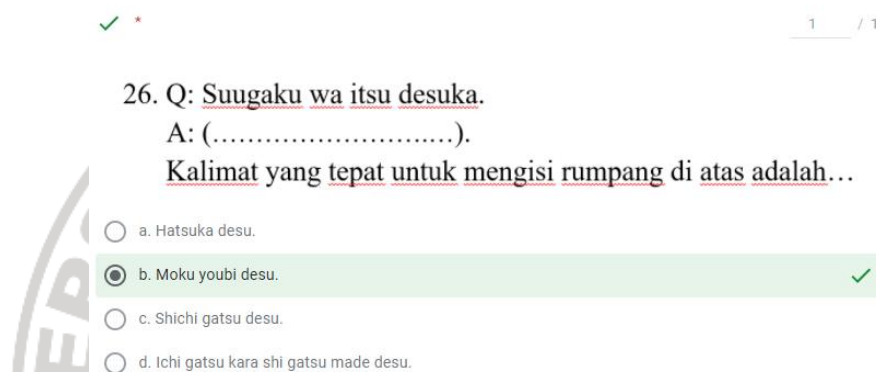 *
1 / 1
26. Q: Suugaku wa itsu desuka.
A: (………………………..).
Kalimat yang tepat untuk mengisi rumpang di atas adalah…
a. Hatsuka desu.
b. Moku youbi desu.
c. Shichi gatsu desu.
d. Ichi gatsu kara shi gatsu made desu.